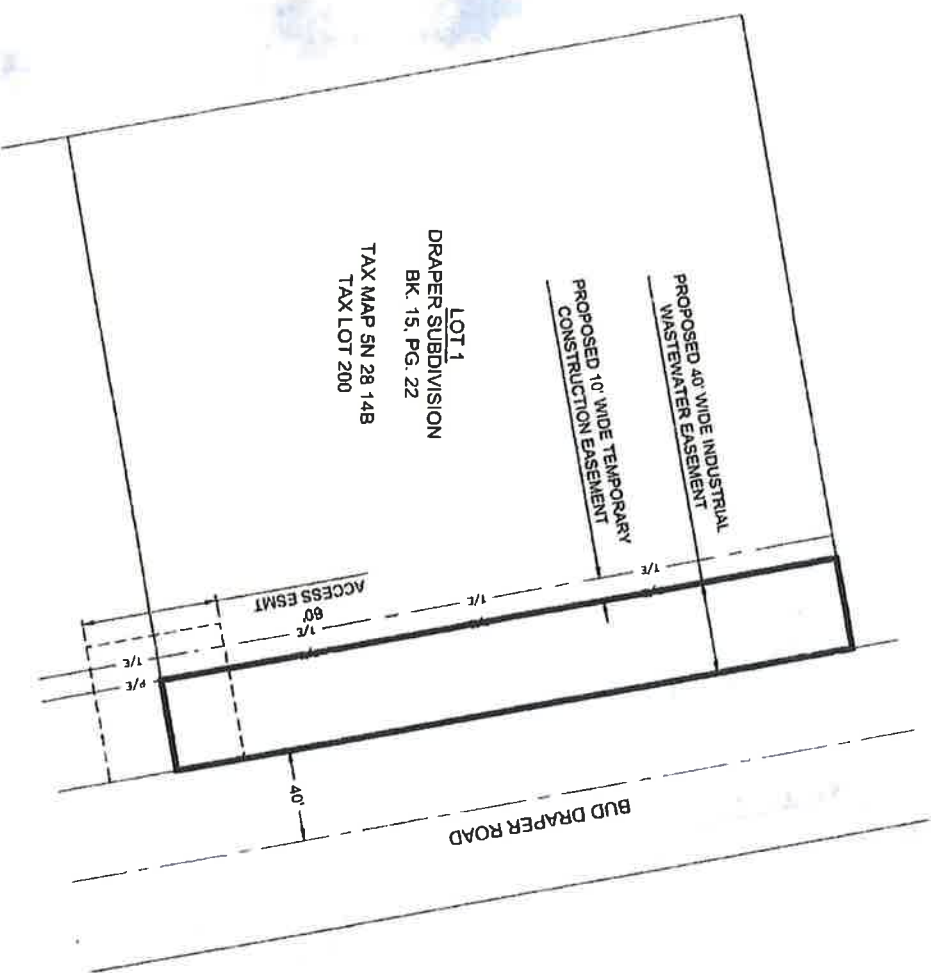 LOT 1
DRAPER SUBDIVISION
BK. 15, PG. 22
TAX MAP 5N 28 14B
TAX LOT 200
PROPOSED 10' WIDE TEMPORARY
CONSTRUCTION EASEMENT
PROPOSED 40' WIDE INDUSTRIAL
WASTEWATER EASEMENT
T/E
T/E
T/E
T/E
P/E
60'
ACCESS ESMT
40'
BUD DRAPER ROAD